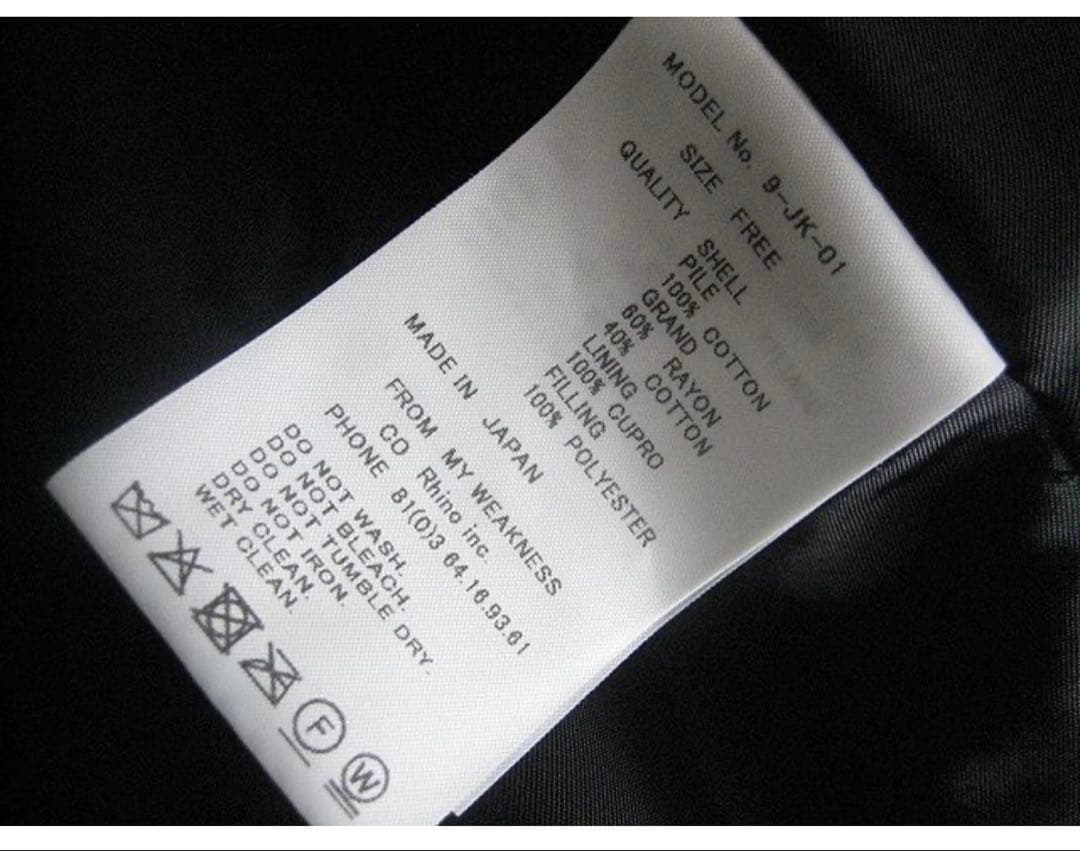 MODEL No. 9-JK-01
SIZE FREE
QUALITY SHELL
PILE
100% COTTON
GRAND
60% RAYON
40% COTTON
LINING
100% CUPRO
FILLING
100% POLYESTER
MADE IN JAPAN
FROM MY WEAKNESS
CO Rhino inc.
PHONE 81(0)3 64.16.93.61
DO NOT WASH.
DO NOT BLEACH.
DO NOT TUMBLE DRY.
DO NOT IRON.
DRY CLEAN.
WET CLEAN.
F
W